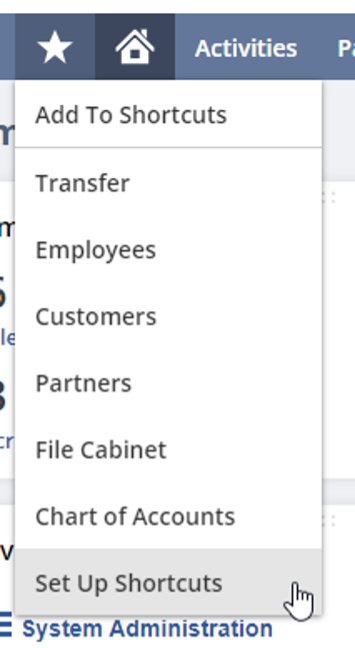 Activities
Add To Shortcuts
Transfer
Employees
Customers
Partners
File Cabinet
Chart of Accounts
Set Up Shortcuts
System Administration